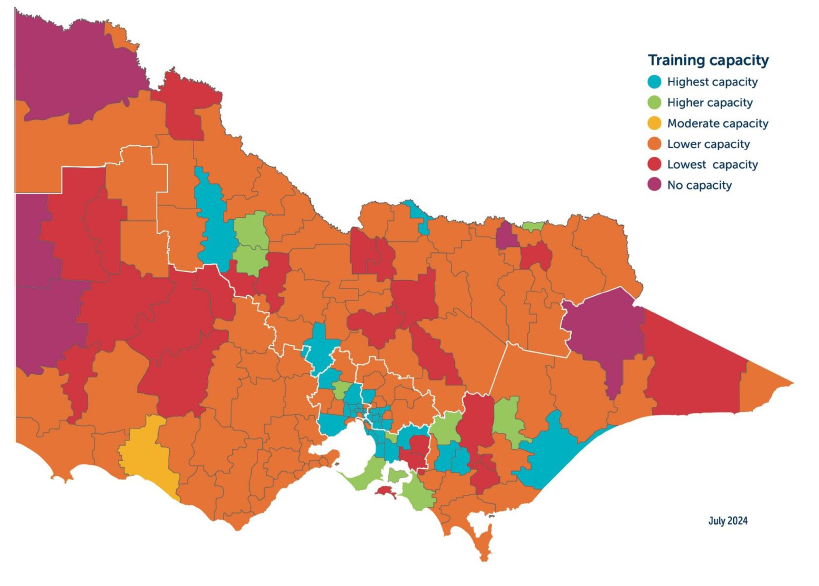 Training capacity
Highest capacity
Higher capacity
Moderate capacity
Lower capacity
Lowest capacity
No capacity
July 2024